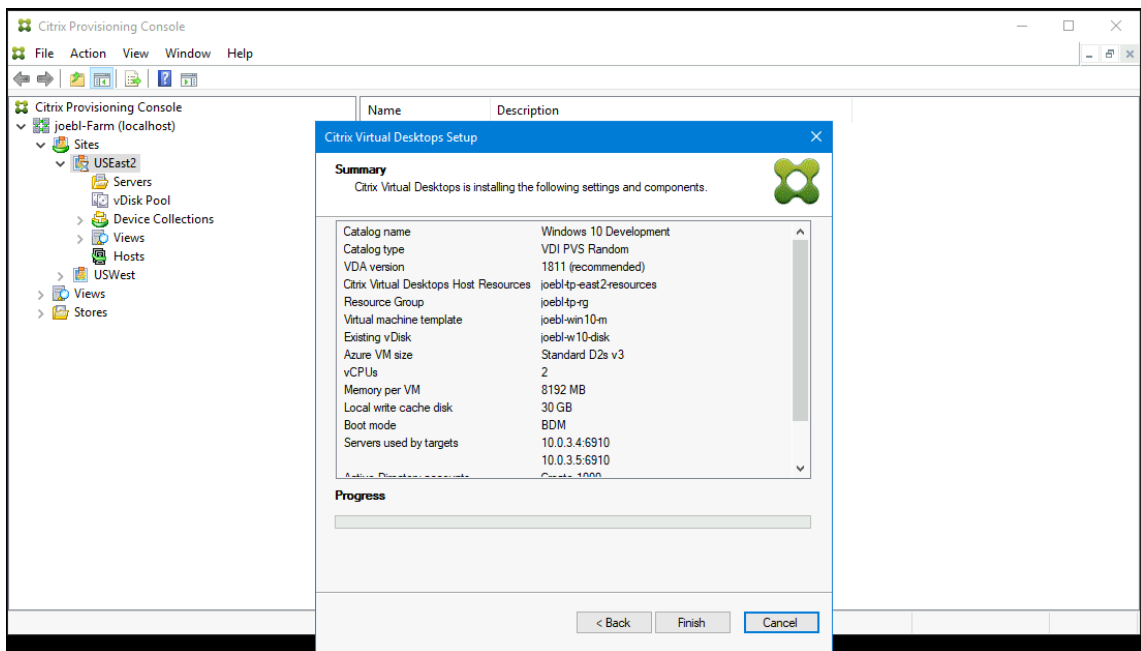 Citrix Provisioning Console
File Action View Window Help
Citrix Provisioning Console
joebl-Farm (localhost)
Sites
USEast2
Servers
vDisk Pool
Device Collections
Views
Hosts
USWest
Views
Stores
Name Description
Citrix Virtual Desktops Setup
Summary
Citrix Virtual Desktops is installing the following settings and components.
Catalog name Windows 10 Development
Catalog type VDI PVS Random
VDA version 1811 (recommended)
Citrix Virtual Desktops Host Resources joebl-tp-east2-resources
Resource Group joebl-tp-rg
Virtual machine template joebl-win10-m
Existing vDisk joebl-w10-disk
Azure VM size Standard D2s v3
vCPUs 2
Memory per VM 8192 MB
Local write cache disk 30 GB
Boot mode BDM
Servers used by targets 10.0.3.4:6910
10.0.3.5:6910
Active Directory accounts Create 1000
Progress
< Back Finish Cancel